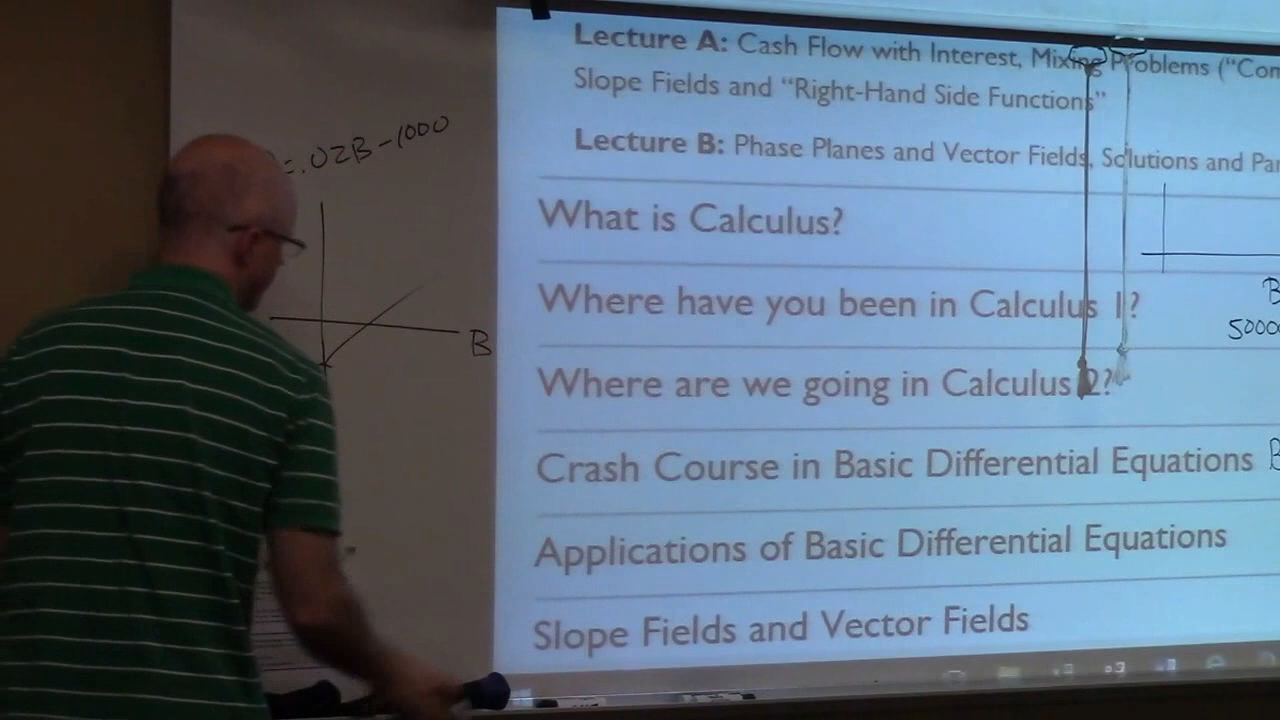 =.02B-1000
B
Lecture A: Cash Flow with Interest, Mixing Problems ("Con
Slope Fields and "Right-Hand Side Functions"
Lecture B: Phase Planes and Vector Fields, Solutions and Par
What is Calculus?
Where have you been in Calculus 1?
B
5000
Where are we going in Calculus 2?
Crash Course in Basic Differential Equations
B
Applications of Basic Differential Equations
Slope Fields and Vector Fields